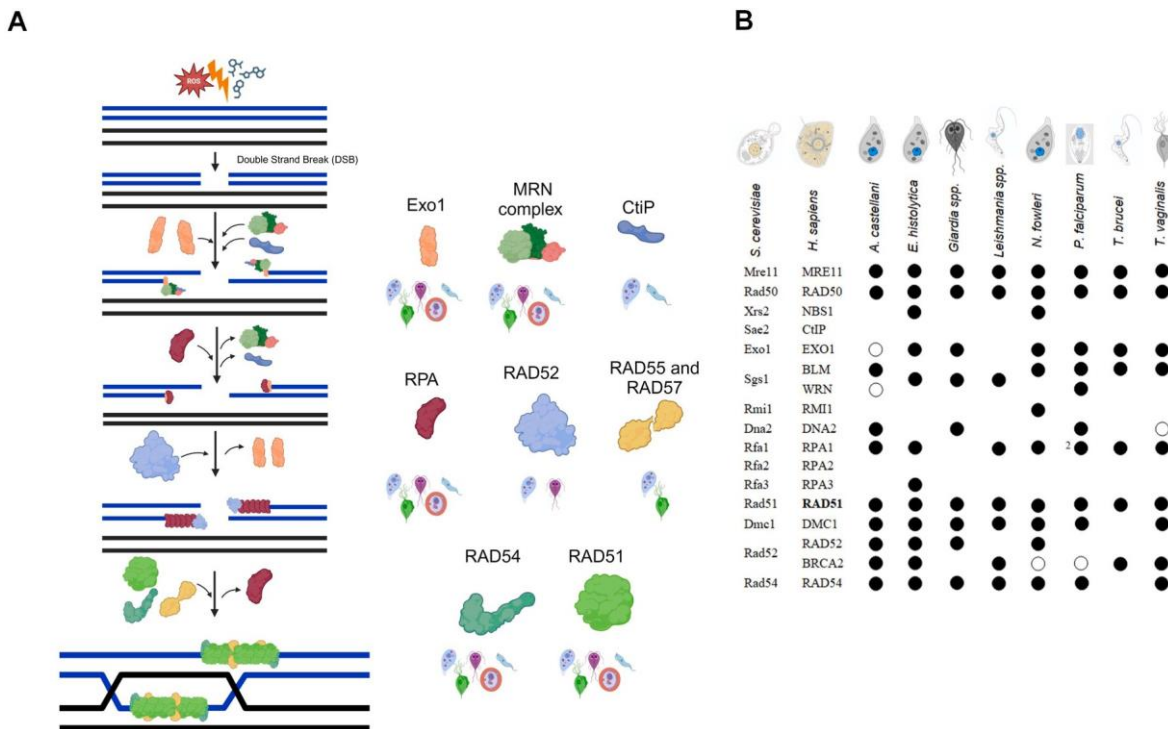 A
B
ROS
Double Strand Break (DSB)
Exo1
MRN
complex
CtiP
RPA
RAD52
RAD55 and
RAD57
RAD54
RAD51
S. cerevisiae
H. sapiens
A. castellani
E. histolytica
Giardia spp.
Leishmania spp.
N. fowleri
P. falciparum
T. brucei
T. vaginalis
Mre11 MRE11
Rad50 RAD50
Xrs2 NBS1
Sae2 CtIP
Exo1 EXO1
BLM
Sgs1
WRN
Rmi1 RMI1
Dna2 DNA2
Rfa1 RPA1 2
Rfa2 RPA2
Rfa3 RPA3
Rad51 RAD51
Dmc1 DMC1
RAD52
Rad52
BRCA2
Rad54 RAD54